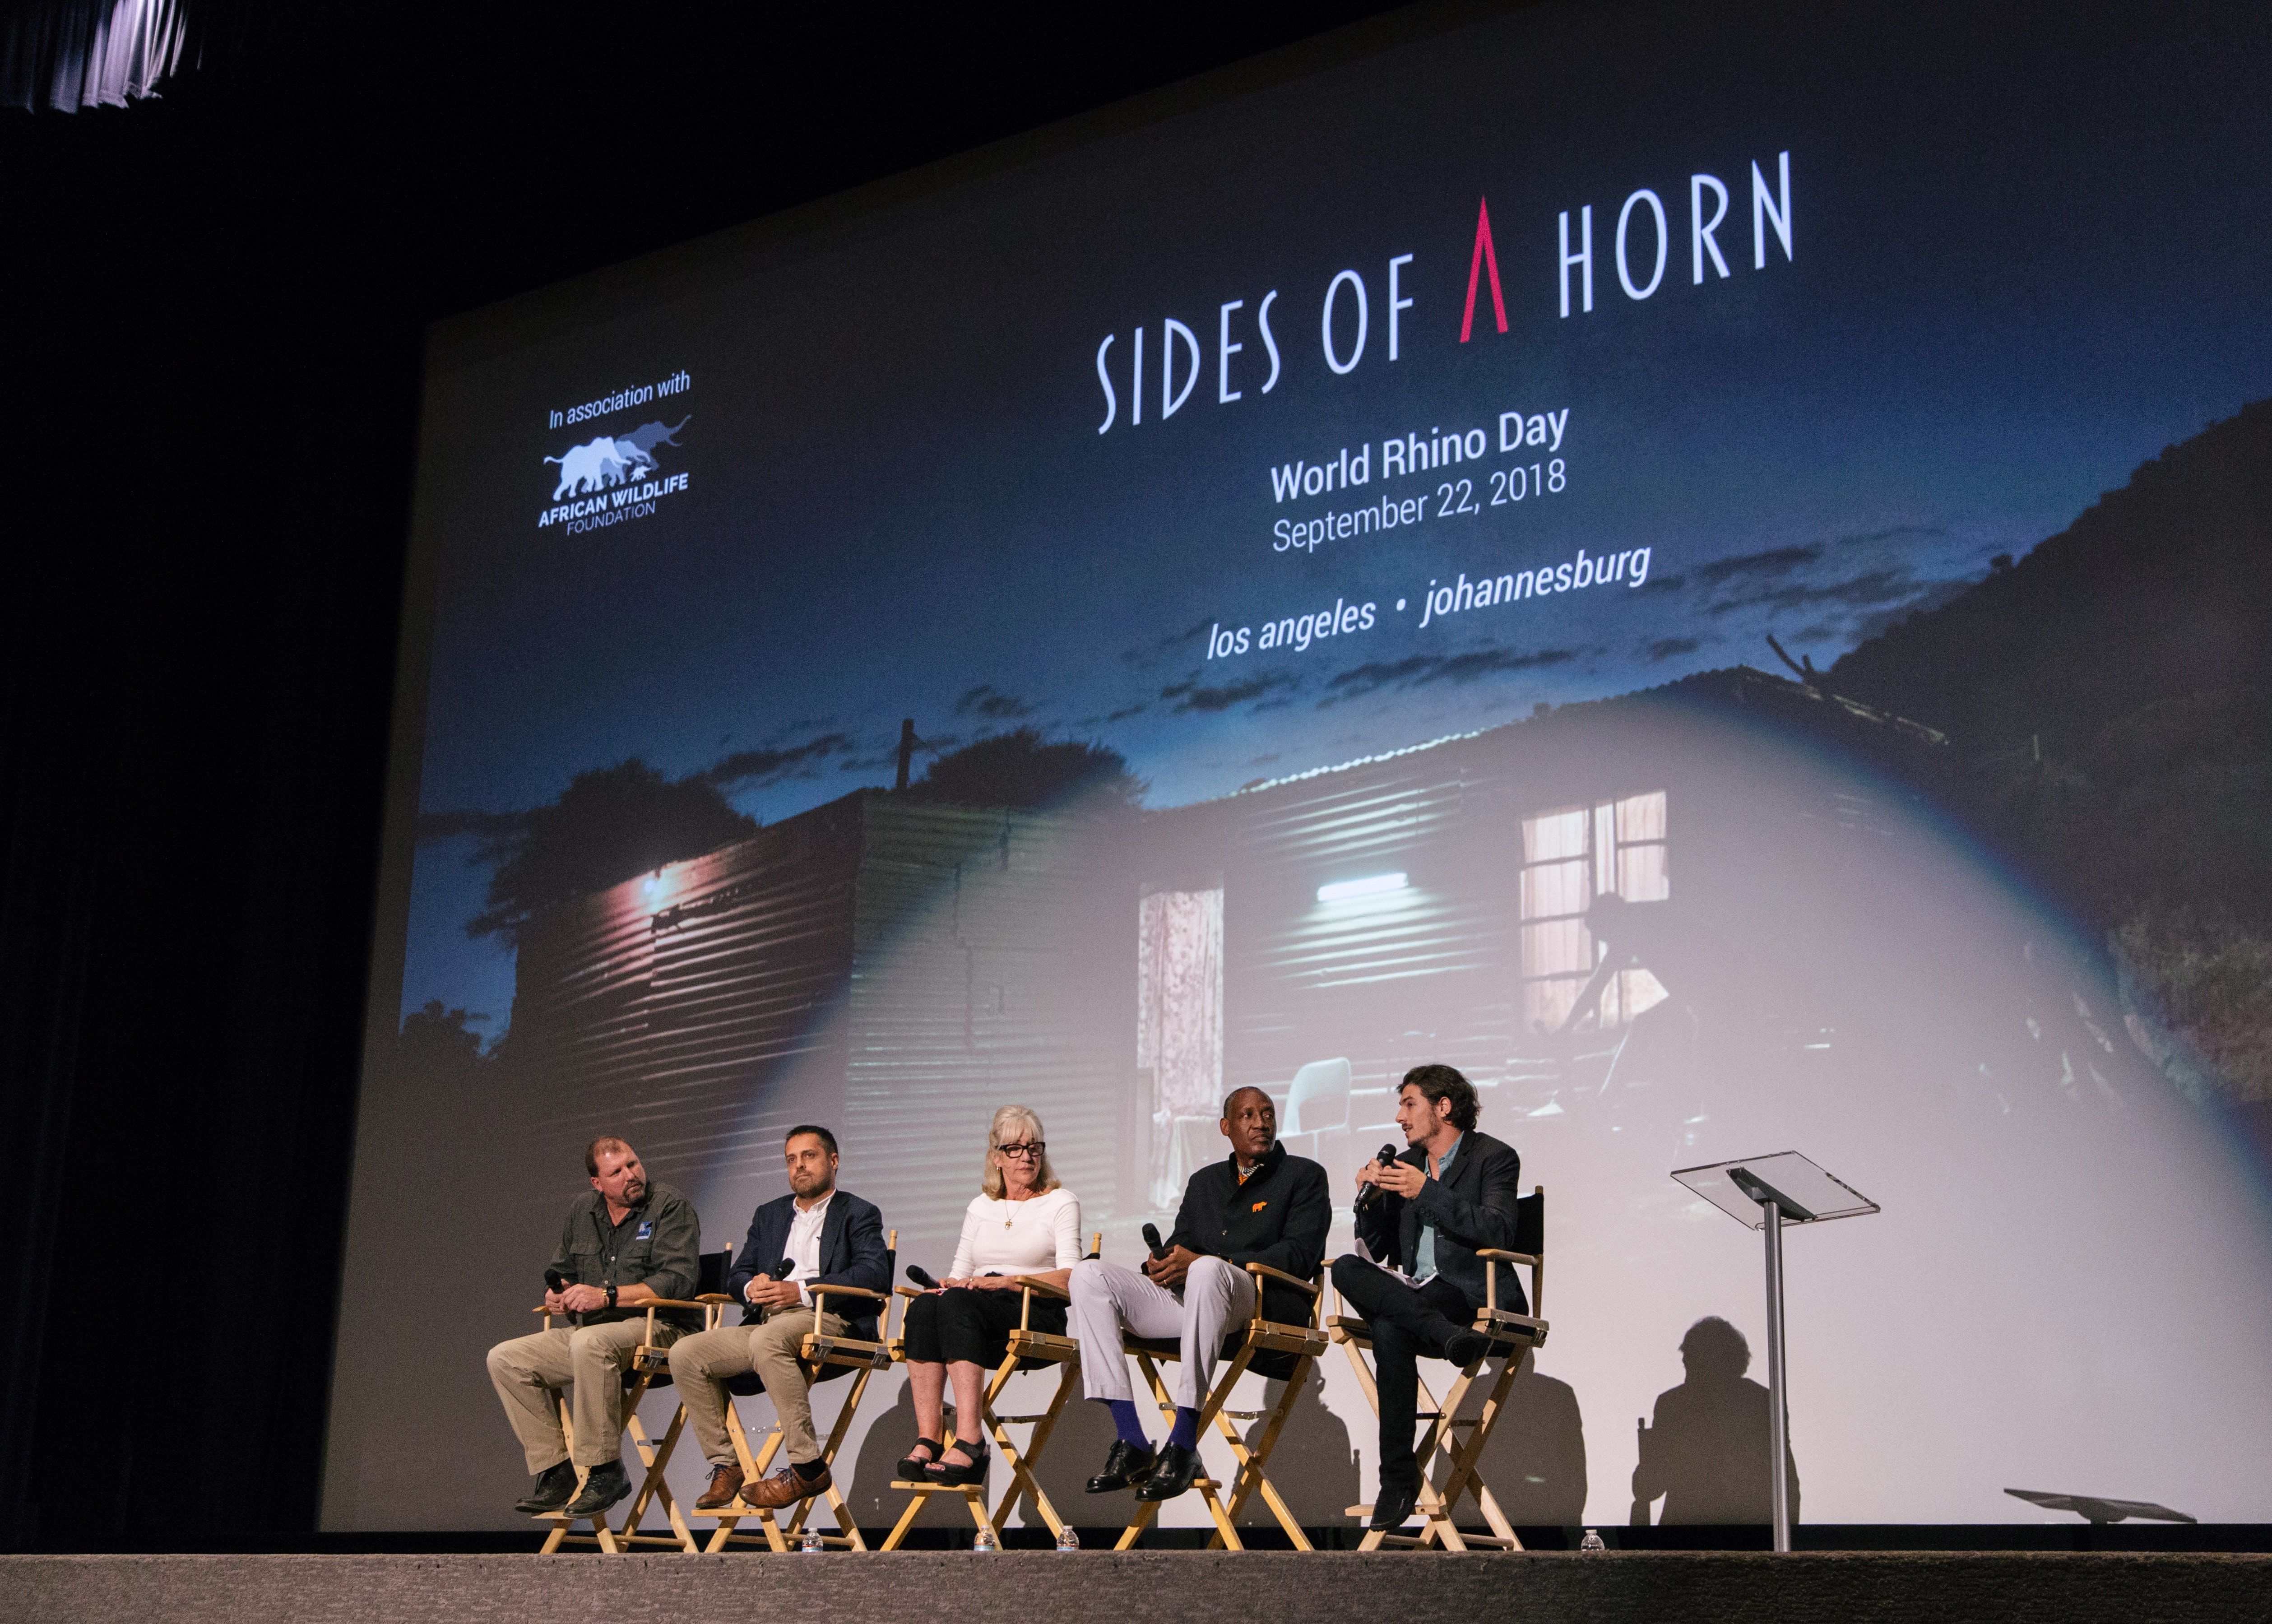 In association with
AFRICAN WILDLIFE
FOUNDATION
SIDES OF A HORN
World Rhino Day
September 22, 2018
los angeles • johannesburg